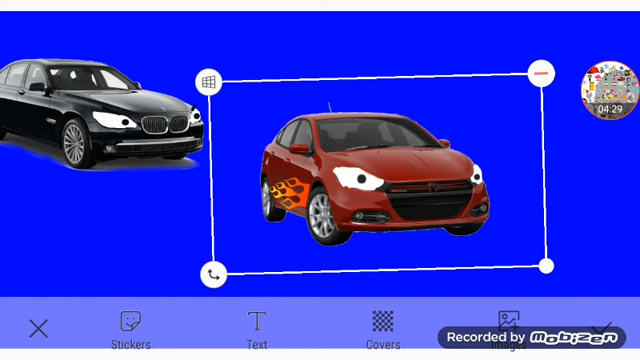 04:29
Stickers
Text
Covers
Images
Recorded by mobizen